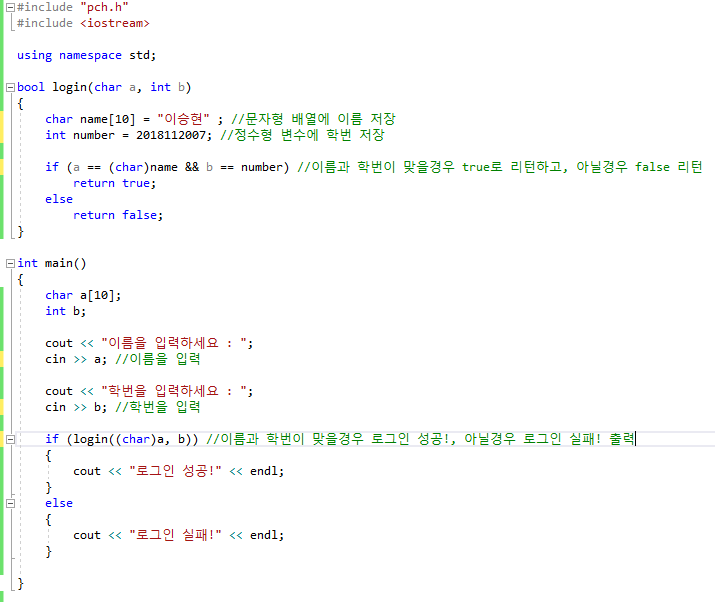 #include "pch.h"
#include <iostream>
using namespace std;
bool login(char a, int b)
{
char name[10] = "이승현" ; //문자형 배열에 이름 저장
int number = 2018112007; //정수형 변수에 학번 저장
if (a == (char)name && b == number) //이름과 학번이 맞을경우 true로 리턴하고, 아닐경우 false 리턴
return true;
else
return false;
}
int main()
{
char a[10];
int b;
cout << "이름을 입력하세요 : ";
cin >> a; //이름을 입력
cout << "학번을 입력하세요 : ";
cin >> b; //학번을 입력
if (login((char)a, b)) //이름과 학번이 맞을경우 로그인 성공!, 아닐경우 로그인 실패! 출력
{
cout << "로그인 성공!" << endl;
}
else
{
cout << "로그인 실패!" << endl;
}
}